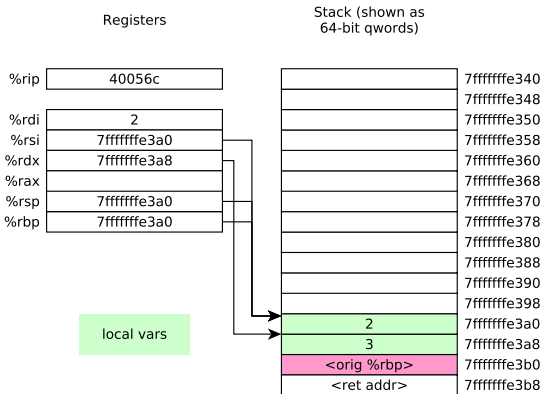 Registers
Stack (shown as
64-bit qwords)
%rip 40056c 7fffffffe340
7fffffffe348
%rdi 2 7fffffffe350
%rsi 7fffffffe3a0 7fffffffe358
%rdx 7fffffffe3a8 7fffffffe360
%rax 7fffffffe368
%rsp 7fffffffe3a0 7fffffffe370
%rbp 7fffffffe3a0 7fffffffe378
7fffffffe380
7fffffffe388
7fffffffe390
7fffffffe398
local vars
2 7fffffffe3a0
3 7fffffffe3a8
<orig %rbp> 7fffffffe3b0
<ret addr> 7fffffffe3b8